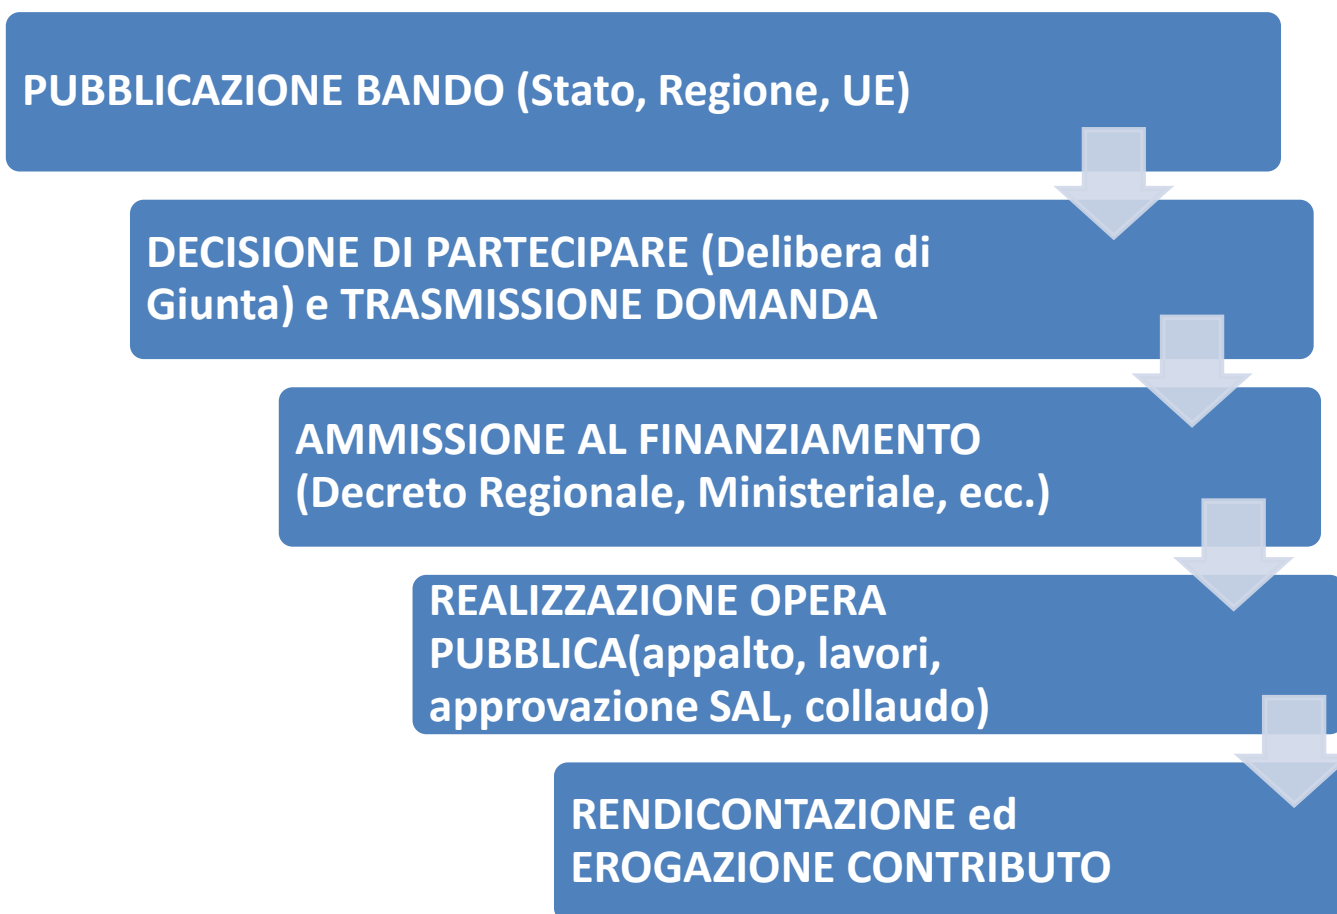 PUBBLICAZIONE BANDO (Stato, Regione, UE)
DECISIONE DI PARTECIPARE (Delibera di
Giunta) e TRASMISSIONE DOMANDA
AMMISSIONE AL FINANZIAMENTO
(Decreto Regionale, Ministeriale, ecc.)
REALIZZAZIONE OPERA
PUBBLICA(appalto, lavori,
approvazione SAL, collaudo)
RENDICONTAZIONE ed
EROGAZIONE CONTRIBUTO